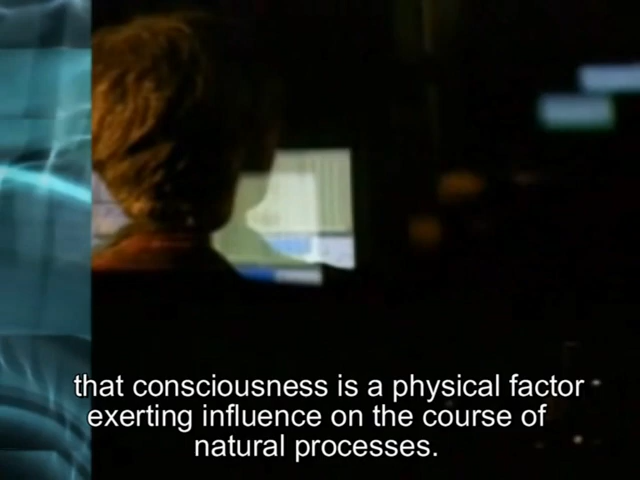 that consciousness is a physical factor
exerting influence on the course of
natural processes.